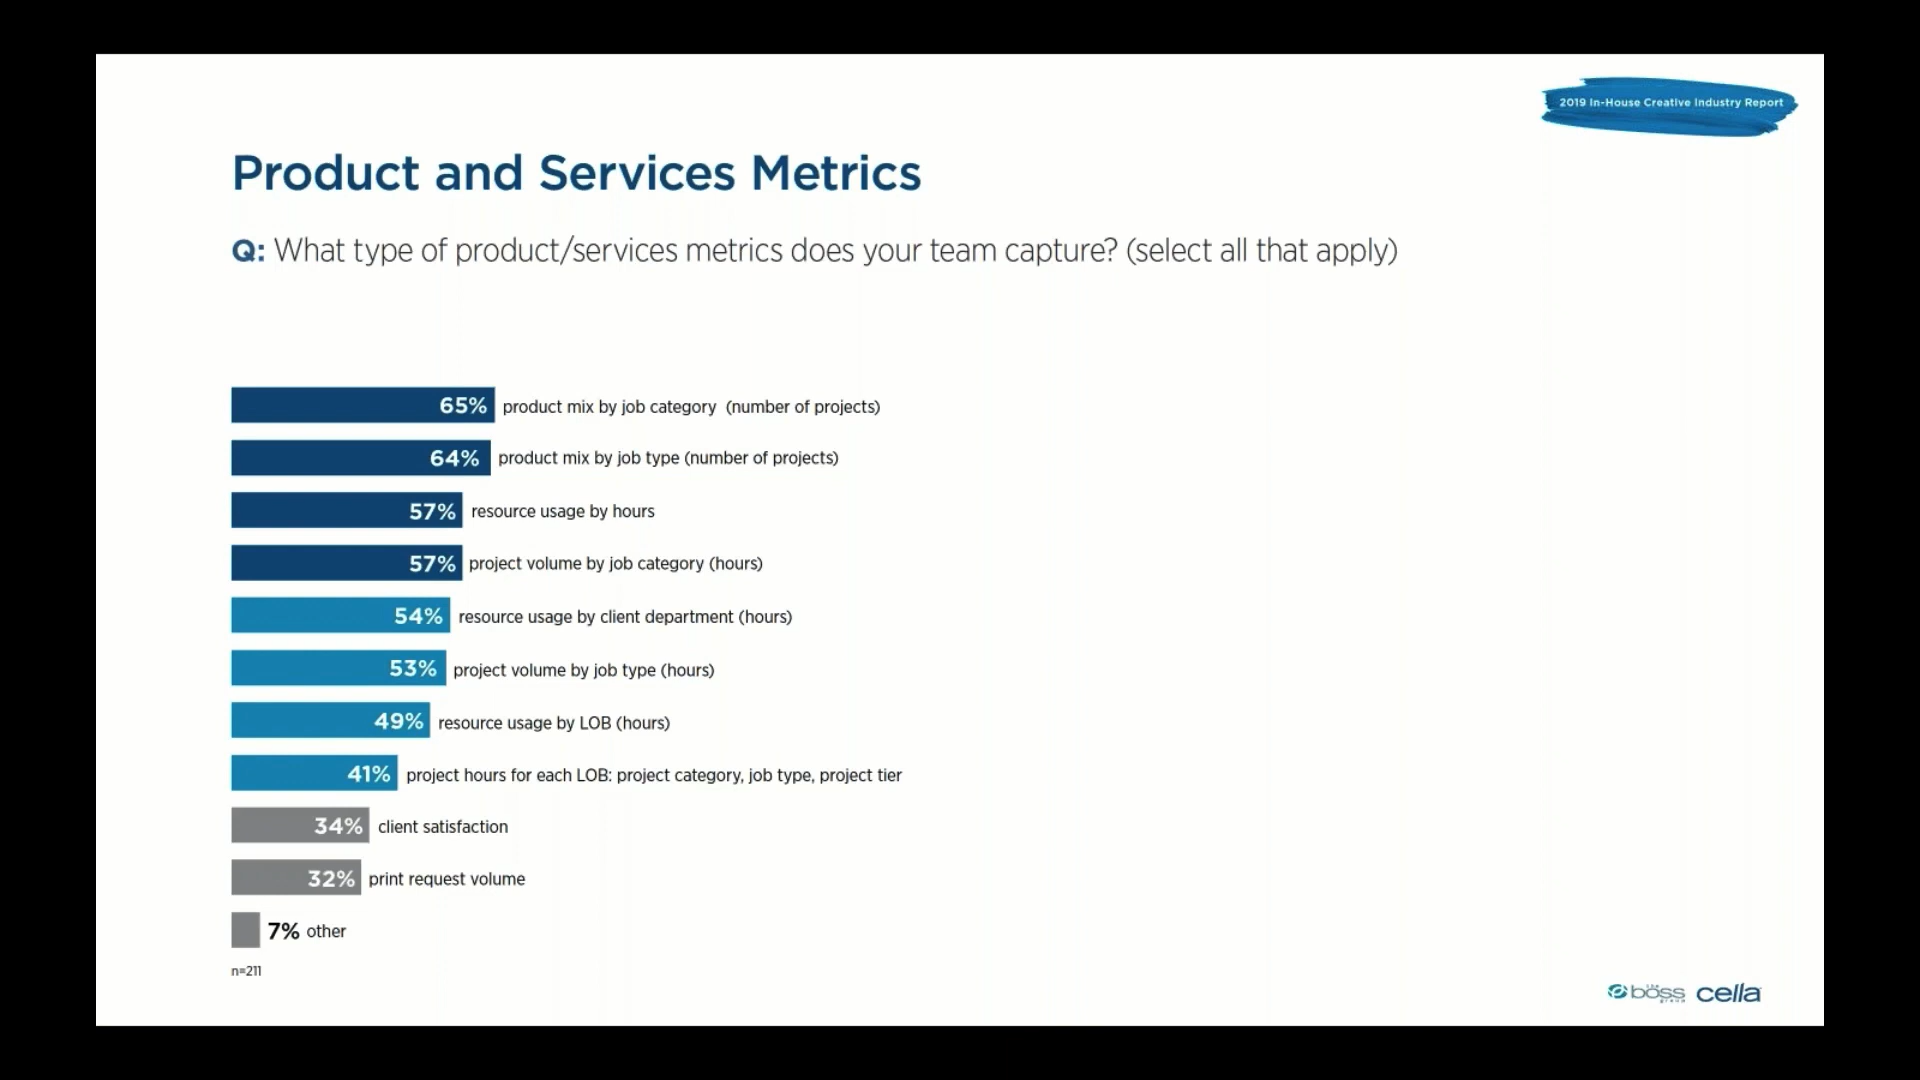 2019 In-House Creative Industry Report
Product and Services Metrics
Q: What type of product/services metrics does your team capture? (select all that apply)
65% product mix by job category (number of projects)
64% product mix by job type (number of projects)
57% resource usage by hours
57% project volume by job category (hours)
54% resource usage by client department (hours)
53% project volume by job type (hours)
49% resource usage by LOB (hours)
41% project hours for each LOB: project category, job type, project tier
34% client satisfaction
32% print request volume
7% other
n=211
the boss group cella